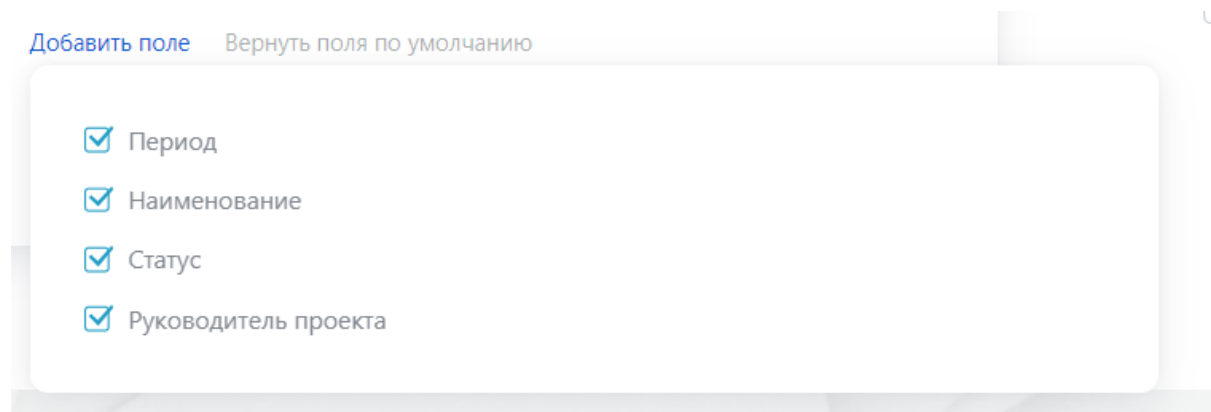 Добавить поле Вернуть поля по умолчанию
Период
Наименование
Статус
Руководитель проекта